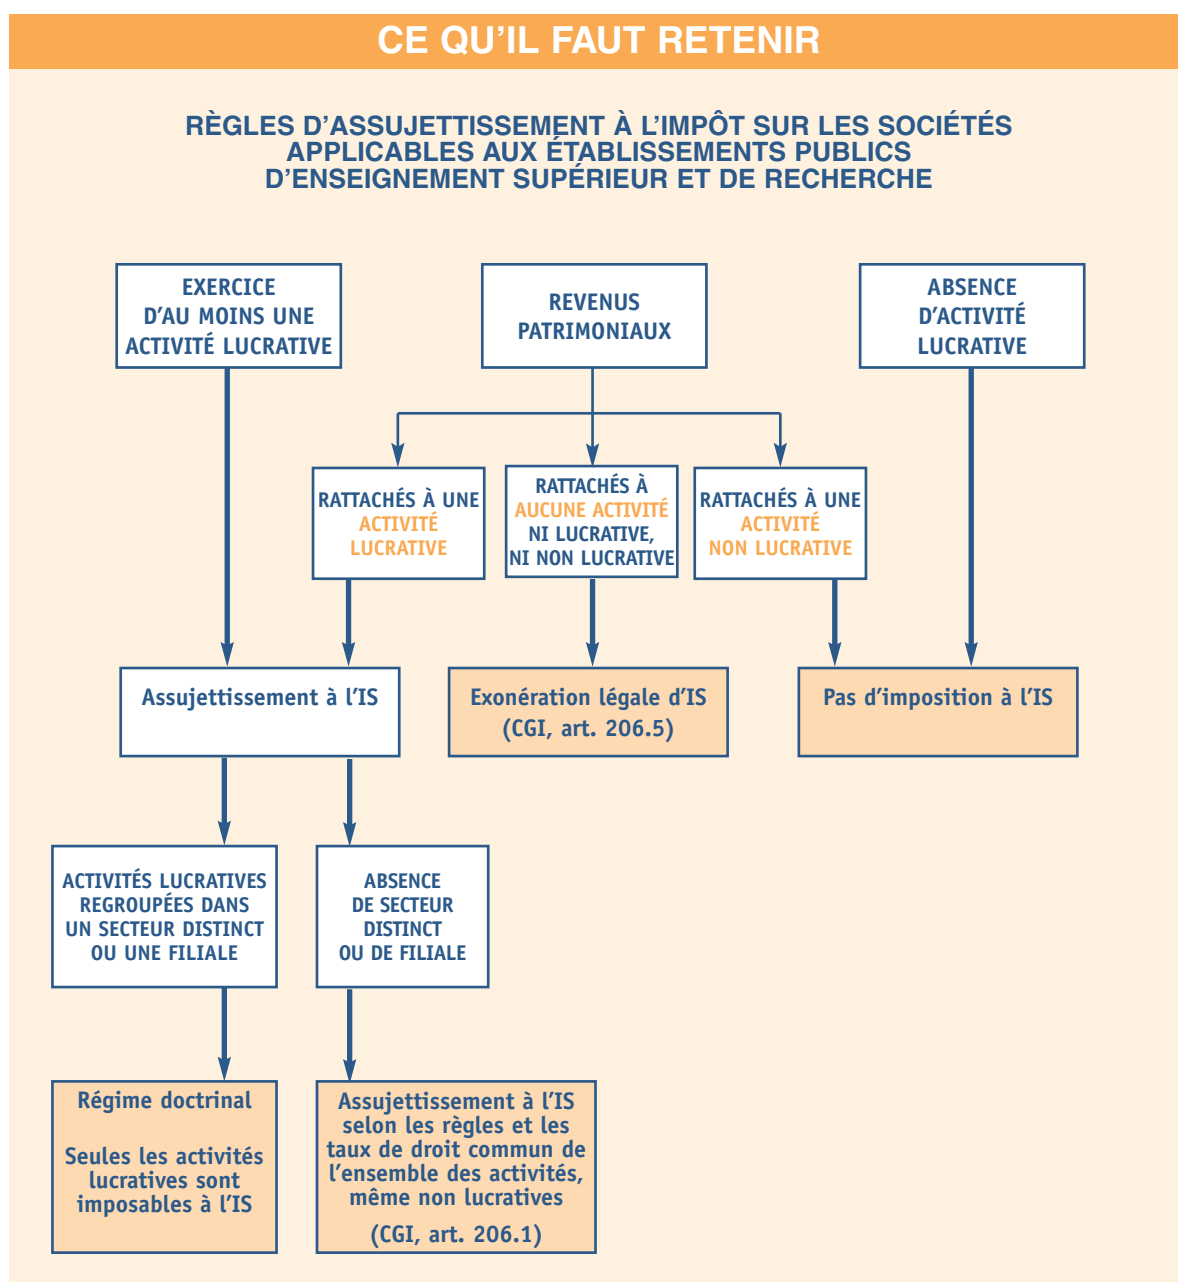 CE QU’IL FAUT RETENIR
RÈGLES D’ASSUJETTISSEMENT À L’IMPÔT SUR LES SOCIÉTÉS
APPLICABLES AUX ÉTABLISSEMENTS PUBLICS
D’ENSEIGNEMENT SUPÉRIEUR ET DE RECHERCHE
EXERCICE
D’AU MOINS UNE
ACTIVITÉ LUCRATIVE
REVENUS
PATRIMONIAUX
ABSENCE
D’ACTIVITÉ
LUCRATIVE
RATTACHÉS À UNE
ACTIVITÉ
LUCRATIVE
RATTACHÉS À
AUCUNE ACTIVITÉ
NI LUCRATIVE,
NI NON LUCRATIVE
RATTACHÉS À UNE
ACTIVITÉ
NON LUCRATIVE
Assujettissement à l’IS
Exonération légale d’IS
(CGI, art. 206.5)
Pas d’imposition à l’IS
ACTIVITÉS LUCRATIVES
REGROUPÉES DANS
UN SECTEUR DISTINCT
OU UNE FILIALE
ABSENCE
DE SECTEUR
DISTINCT
OU DE FILIALE
Régime doctrinal
Seules les activités
lucratives sont
imposables à l’IS
Assujettissement à l’IS
selon les règles et les
taux de droit commun de
l’ensemble des activités,
même non lucratives
(CGI, art. 206.1)